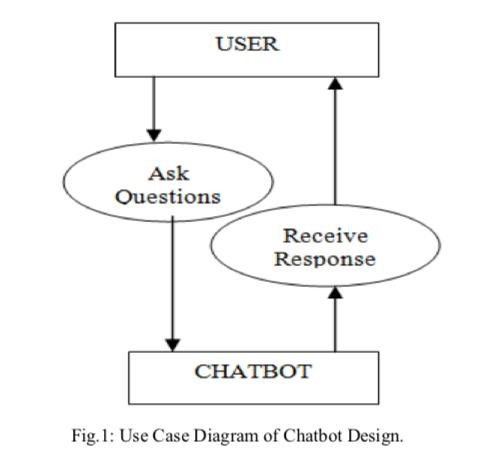 USER
Ask
Questions
Receive
Response
CHATBOT
Fig.1: Use Case Diagram of Chatbot Design.